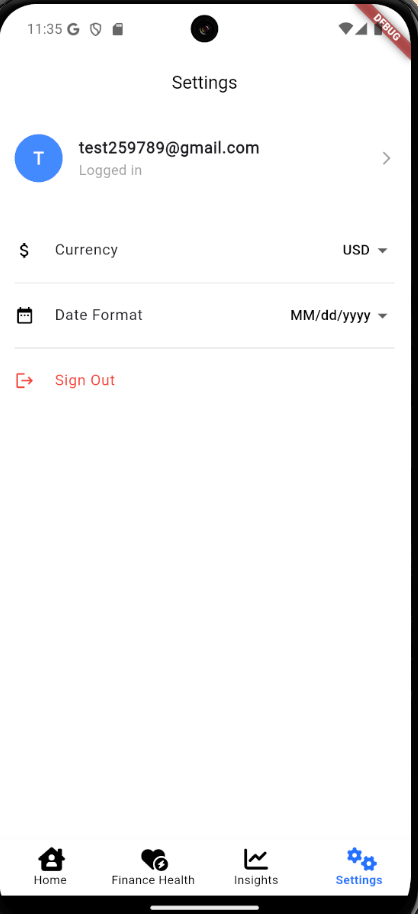 11:35
DEBUG
Settings
T
test259789@gmail.com
Logged in
$ Currency USD
Date Format MM/dd/yyyy
Sign Out
Home Finance Health Insights Settings